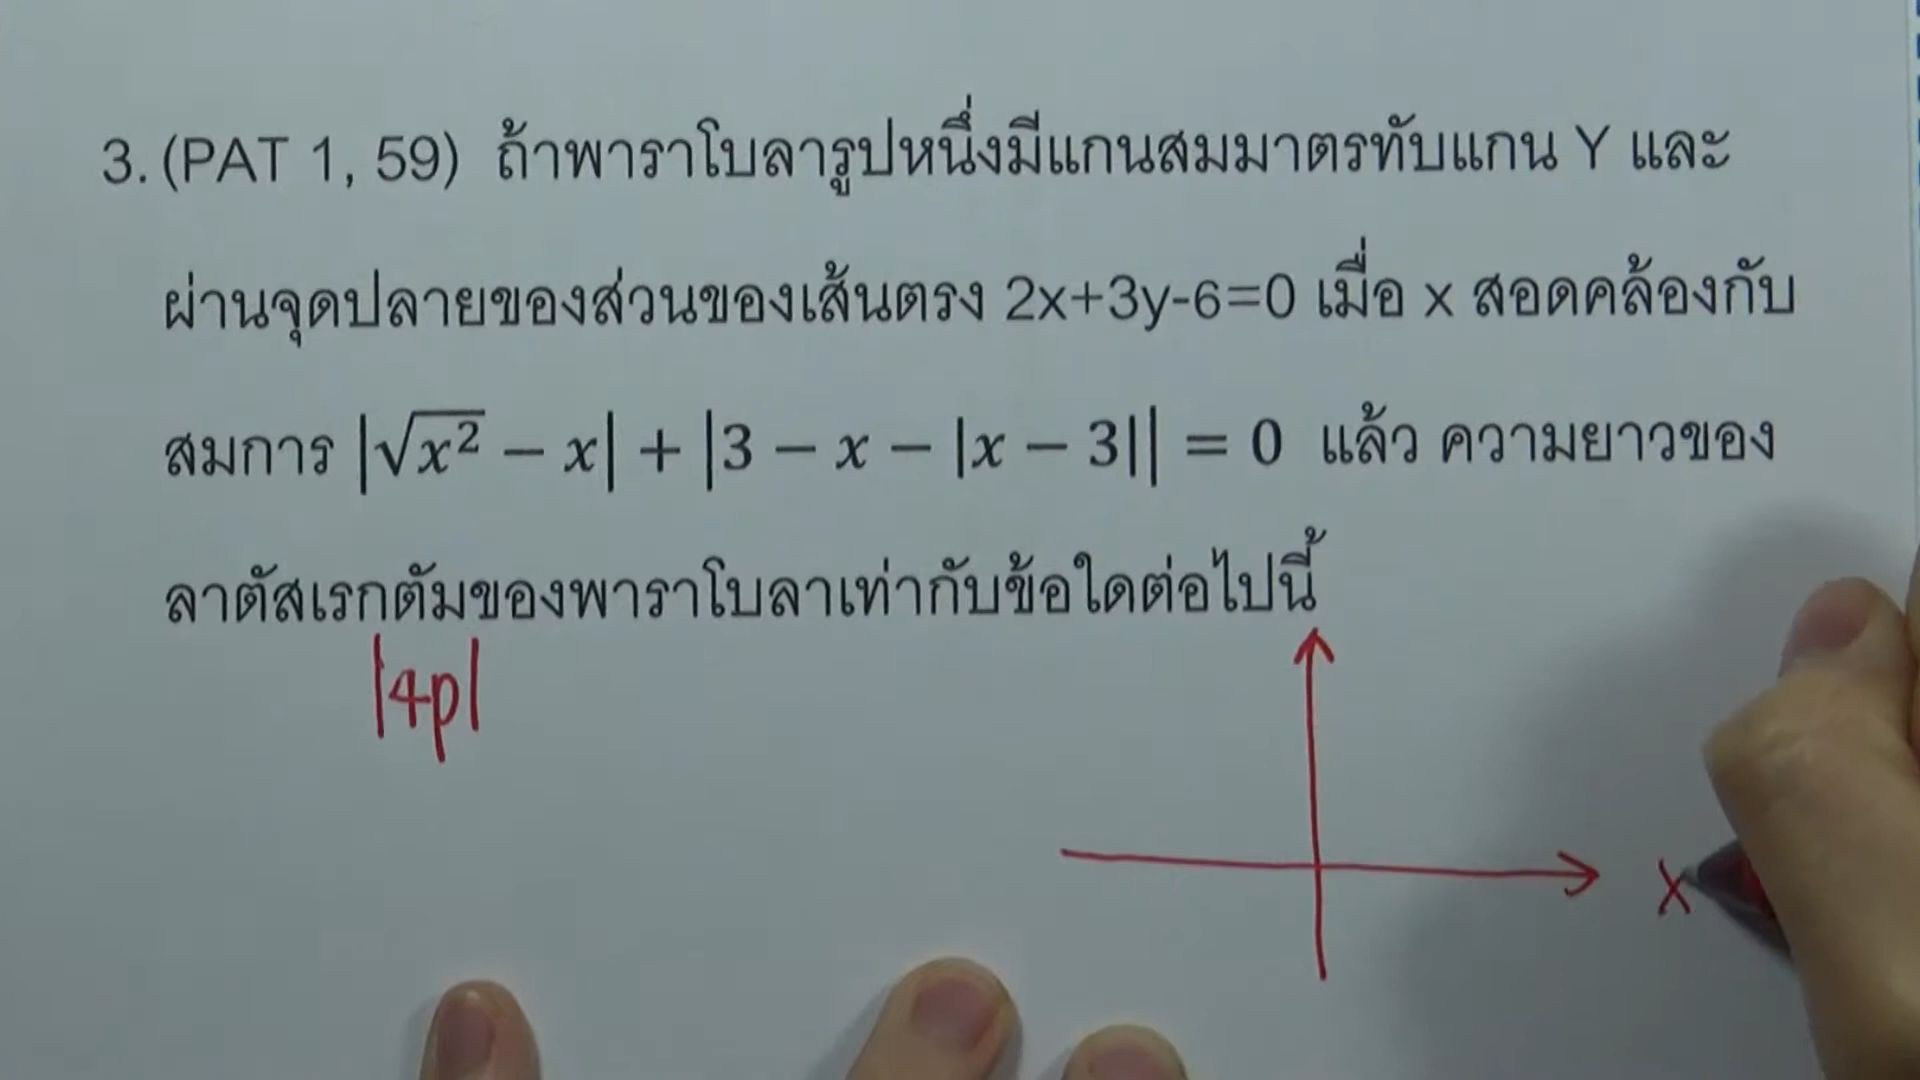 3. (PAT 1, 59) ถ้าพาราโบลารูปหนึ่งมีแกนสมมาตรทับแกน Y และ
ผ่านจุดปลายของส่วนของเส้นตรง 2x+3y-6=0 เมื่อ x สอดคล้องกับ
สมการ |√x² − x| + |3 − x − |x − 3|| = 0 แล้ว ความยาวของ
ลาตัสเรกตัมของพาราโบลาเท่ากับข้อใดต่อไปนี้
|4p|
X